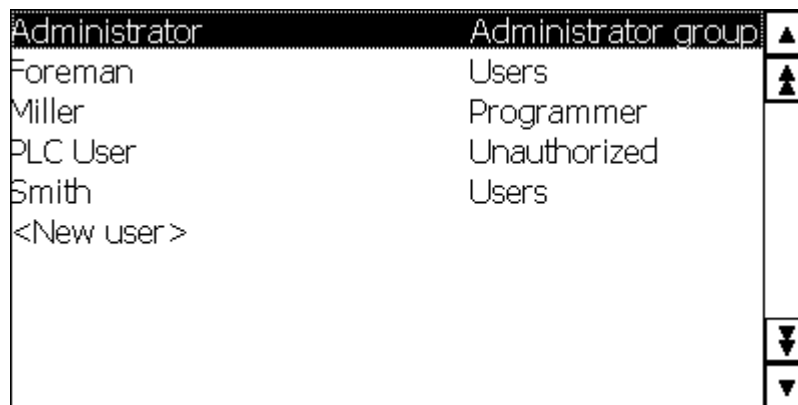 Administrator Administrator group
Foreman Users
Miller Programmer
PLC User Unauthorized
Smith Users
<New user>